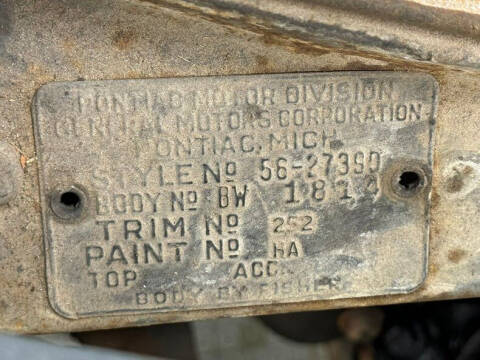 PONTIAC MOTOR DIVISION
GENERAL MOTORS CORPORATION
PONTIAC, MICH
STYLE Nº 56-2739D
BODY Nº BW 1814
TRIM Nº 252
PAINT Nº HA
TOP ACC.
BODY BY FISHER